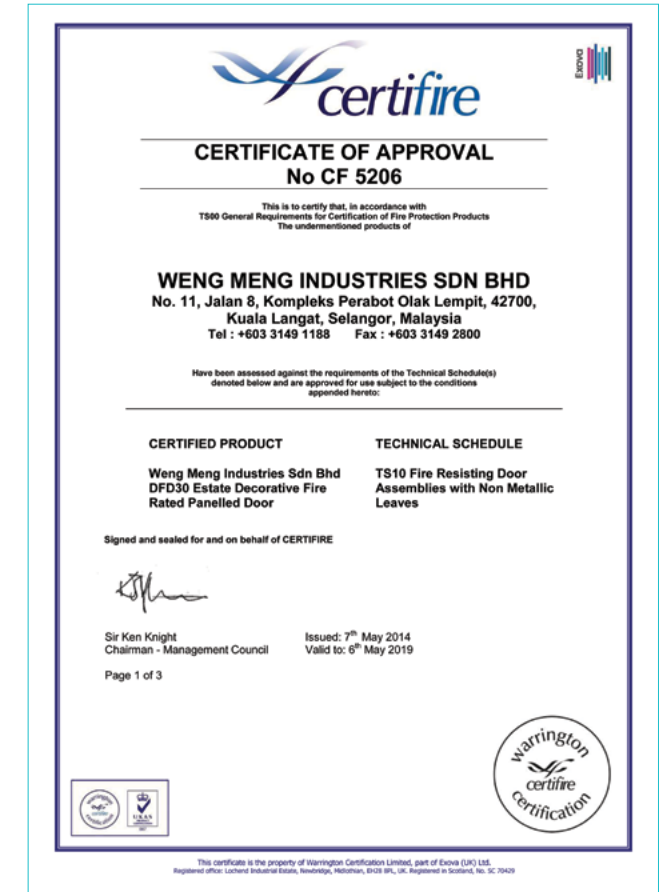 certifire
Exova
CERTIFICATE OF APPROVAL
No CF 5206
This is to certify that, in accordance with
TS00 General Requirements for Certification of Fire Protection Products
The undermentioned products of
WENG MENG INDUSTRIES SDN BHD
No. 11, Jalan 8, Kompleks Perabot Olak Lempit, 42700,
Kuala Langat, Selangor, Malaysia
Tel : +603 3149 1188 Fax : +603 3149 2800
Have been assessed against the requirements of the Technical Schedule(s)
denoted below and are approved for use subject to the conditions
appended hereto:
CERTIFIED PRODUCT
Weng Meng Industries Sdn Bhd
DFD30 Estate Decorative Fire
Rated Panelled Door
TECHNICAL SCHEDULE
TS10 Fire Resisting Door
Assemblies with Non Metallic
Leaves
Signed and sealed for and on behalf of CERTIFIRE
Sir Ken Knight
Chairman - Management Council
Issued: 7th May 2014
Valid to: 6th May 2019
Page 1 of 3
warrington
certifire
certification
UKAS
This certificate is the property of Warrington Certification Limited, part of Exova (UK) Ltd.
Registered office: Lochend Industrial Estate, Newbridge, Midlothian, EH28 8PL, UK. Registered in Scotland, No. SC 70429